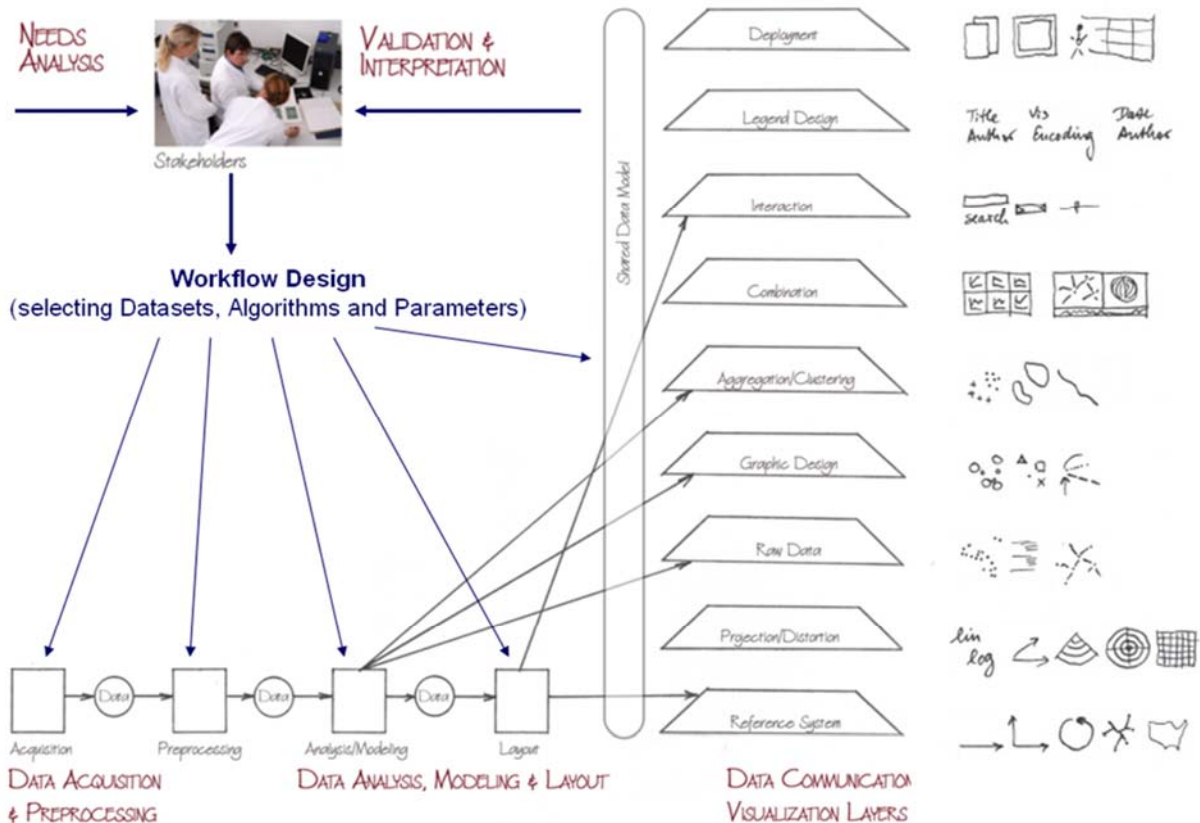 NEEDS
ANALYSIS
VALIDATION &
INTERPRETATION
Stakeholders
Workflow Design
(selecting Datasets, Algorithms and Parameters)
Shared Data Model
Deployment
Legend Design
Title Vis Date
Author Encoding Author
Interaction
search
Combination
Aggregation/Clustering
Graphic Design
Raw Data
Projection/Distortion
lin
log
Reference System
Data
Data
Data
Acquisition
Preprocessing
Analysis/Modeling
Layout
DATA ACQUISITION
& PREPROCESSING
DATA ANALYSIS, MODELING & LAYOUT
DATA COMMUNICATION
VISUALIZATION LAYERS